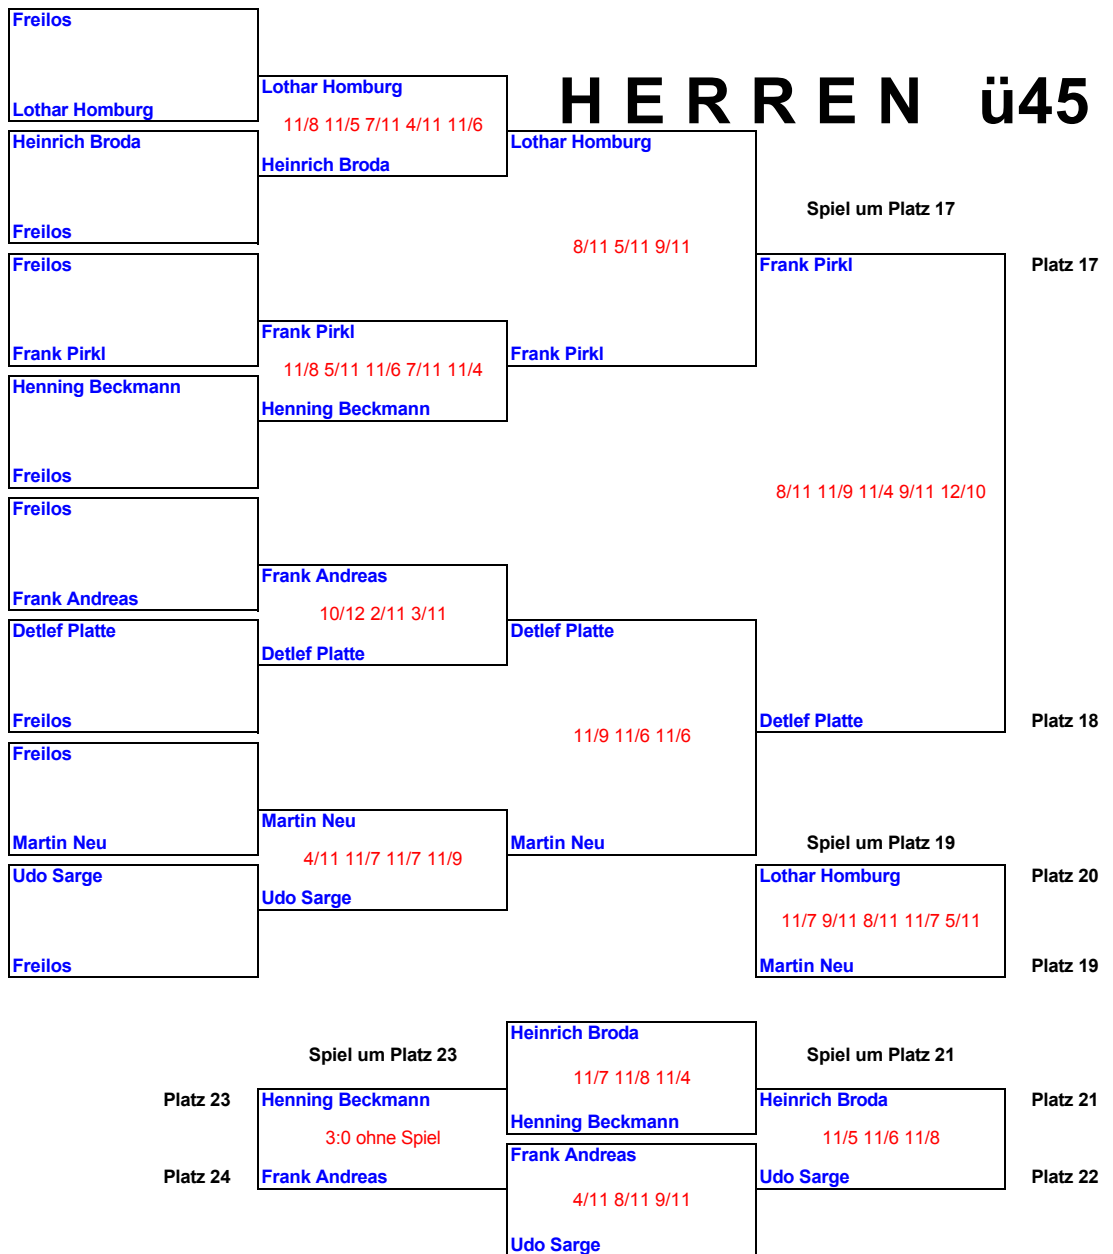 Freilos
Lothar Homburg
Lothar Homburg
H E R R E N ü45
11/8 11/5 7/11 4/11 11/6
Heinrich Broda
Lothar Homburg
Heinrich Broda
Spiel um Platz 17
Freilos
8/11 5/11 9/11
Freilos
Frank Pirkl
Platz 17
Frank Pirkl
Frank Pirkl
Frank Pirkl
11/8 5/11 11/6 7/11 11/4
Henning Beckmann
Henning Beckmann
Freilos
8/11 11/9 11/4 9/11 12/10
Freilos
Frank Andreas
Frank Andreas
10/12 2/11 3/11
Detlef Platte
Detlef Platte
Detlef Platte
Freilos
Detlef Platte
Platz 18
11/9 11/6 11/6
Freilos
Martin Neu
Martin Neu
Martin Neu
Spiel um Platz 19
4/11 11/7 11/7 11/9
Udo Sarge
Lothar Homburg
Platz 20
Udo Sarge
11/7 9/11 8/11 11/7 5/11
Freilos
Martin Neu
Platz 19
Heinrich Broda
Spiel um Platz 23
Spiel um Platz 21
11/7 11/8 11/4
Platz 23
Henning Beckmann
Heinrich Broda
Platz 21
Henning Beckmann
3:0 ohne Spiel
11/5 11/6 11/8
Frank Andreas
Platz 24
Frank Andreas
Udo Sarge
Platz 22
4/11 8/11 9/11
Udo Sarge